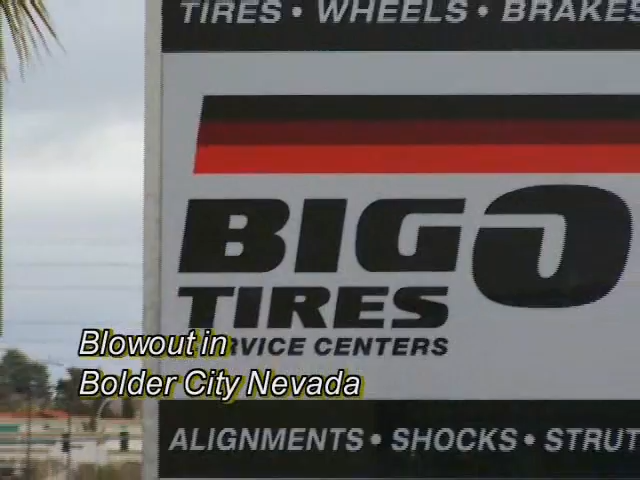 TIRES • WHEELS • BRAKES
BIG O
TIRES
SERVICE CENTERS
Blowout in
Bolder City Nevada
ALIGNMENTS • SHOCKS • STRUT